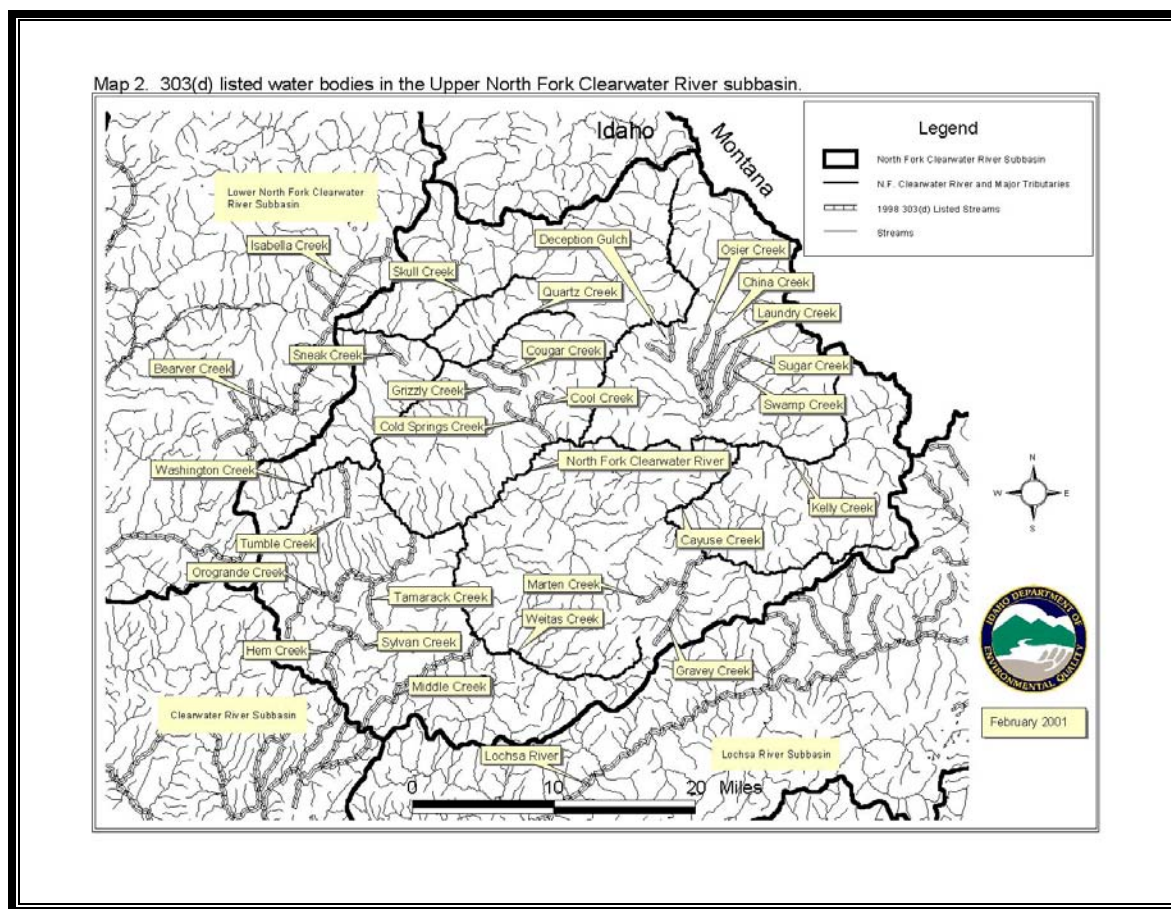 Map 2. 303(d) listed water bodies in the Upper North Fork Clearwater River subbasin.
Idaho
Montana
Legend
North Fork Clearwater River Subbasin
N.F. Clearwater River and Major Tributaries
1998 303(d) Listed Streams
Streams
Lower North Fork Clearwater
River Subbasin
Isabella Creek
Deception Gulch
Osier Creek
Skull Creek
China Creek
Quartz Creek
Laundry Creek
Sneak Creek
Cougar Creek
Sugar Creek
Bearver Creek
Grizzly Creek
Cool Creek
Swamp Creek
Cold Springs Creek
Washington Creek
North Fork Clearwater River
N
W
E
S
Kelly Creek
Tumble Creek
Cayuse Creek
Orogrande Creek
Marten Creek
Tamarack Creek
Weitas Creek
Hem Creek
Sylvan Creek
Gravey Creek
Middle Creek
IDAHO DEPARTMENT OF
ENVIRONMENTAL QUALITY
Clearwater River Subbasin
February 2001
Lochsa River
Lochsa River Subbasin
0 10 20 Miles